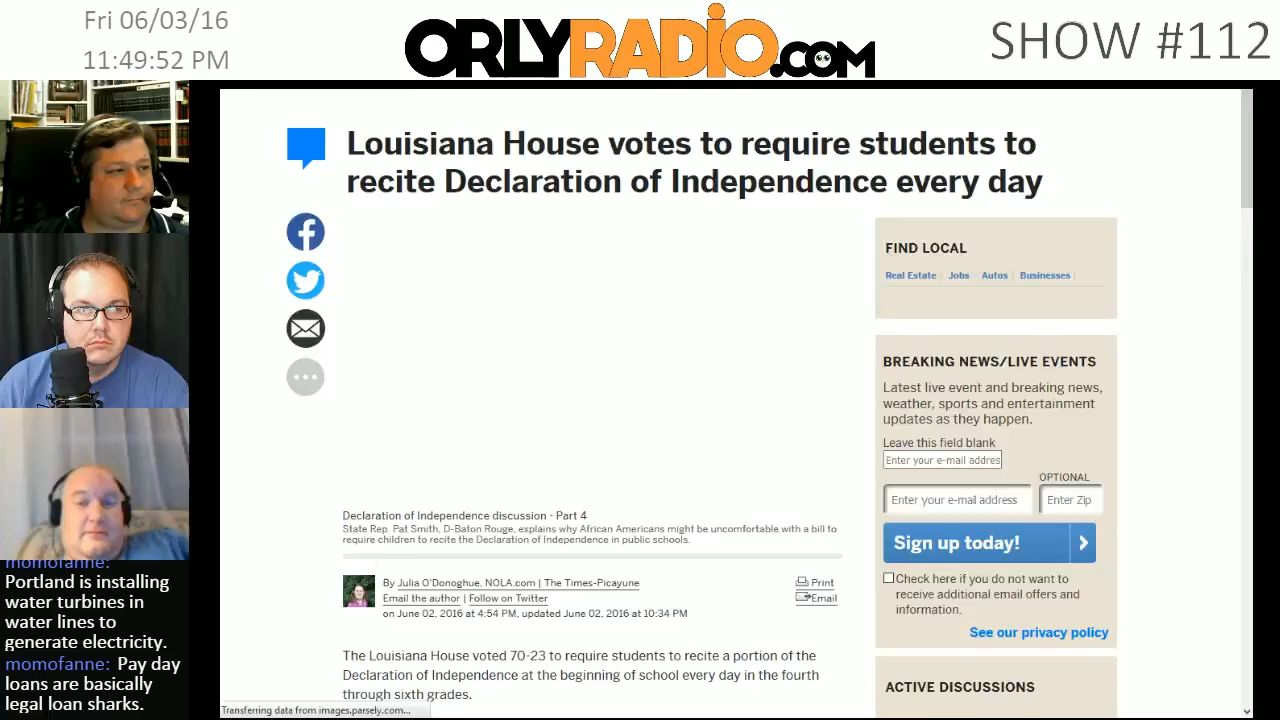 Fri 06/03/16
11:49:52 PM
ORLYRADIO.COM
SHOW #112
Louisiana House votes to require students to
recite Declaration of Independence every day
FIND LOCAL
Real Estate | Jobs | Autos | Businesses |
BREAKING NEWS/LIVE EVENTS
Latest live event and breaking news,
weather, sports and entertainment
updates as they happen.
Leave this field blank
Enter your e-mail addres
OPTIONAL
Enter your e-mail address
Enter Zip
Sign up today!
Check here if you do not want to
receive additional email offers and
information.
See our privacy policy
ACTIVE DISCUSSIONS
Declaration of Independence discussion - Part 4
State Rep. Pat Smith, D-Baton Rouge, explains why African Americans might be uncomfortable with a bill to
require children to recite the Declaration of Independence in public schools.
By Julia O'Donoghue, NOLA.com | The Times-Picayune
Email the author | Follow on Twitter
on June 02, 2016 at 4:54 PM, updated June 02, 2016 at 10:34 PM
Print
Email
The Louisiana House voted 70-23 to require students to recite a portion of the
Declaration of Independence at the beginning of school every day in the fourth
through sixth grades.
Transferring data from images.parsely.com...
momofanne:
Portland is installing
water turbines in
water lines to
generate electricity.
momofanne: Pay day
loans are basically
legal loan sharks.